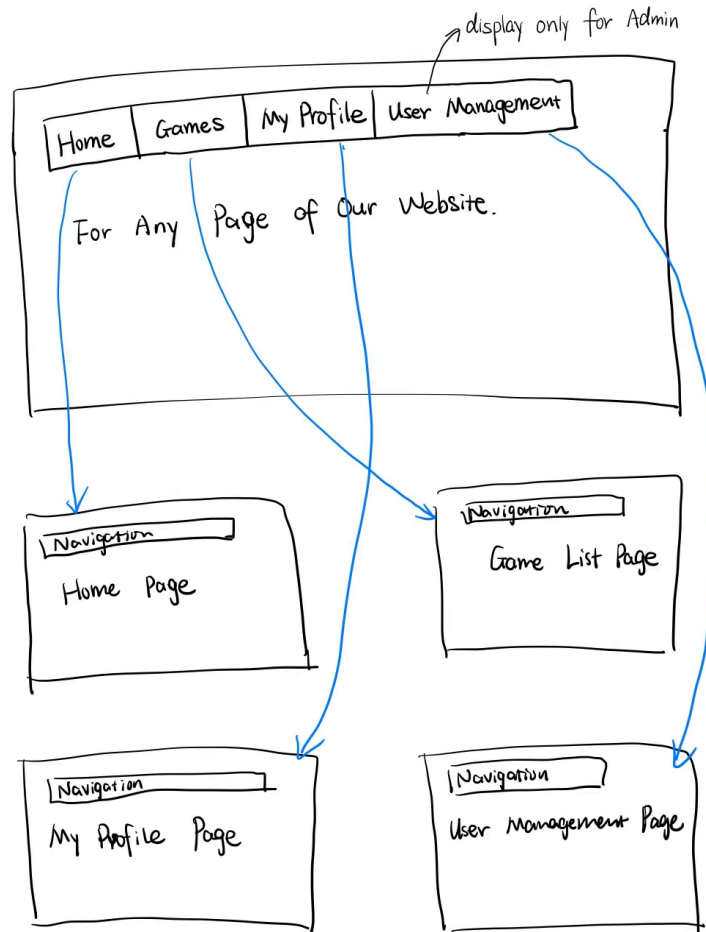 display only for Admin
Home Games My Profile User Management
For Any Page of Our Website.
Navigation
Home Page
Navigation
Game List Page
Navigation
My Profile Page
Navigation
User Management Page